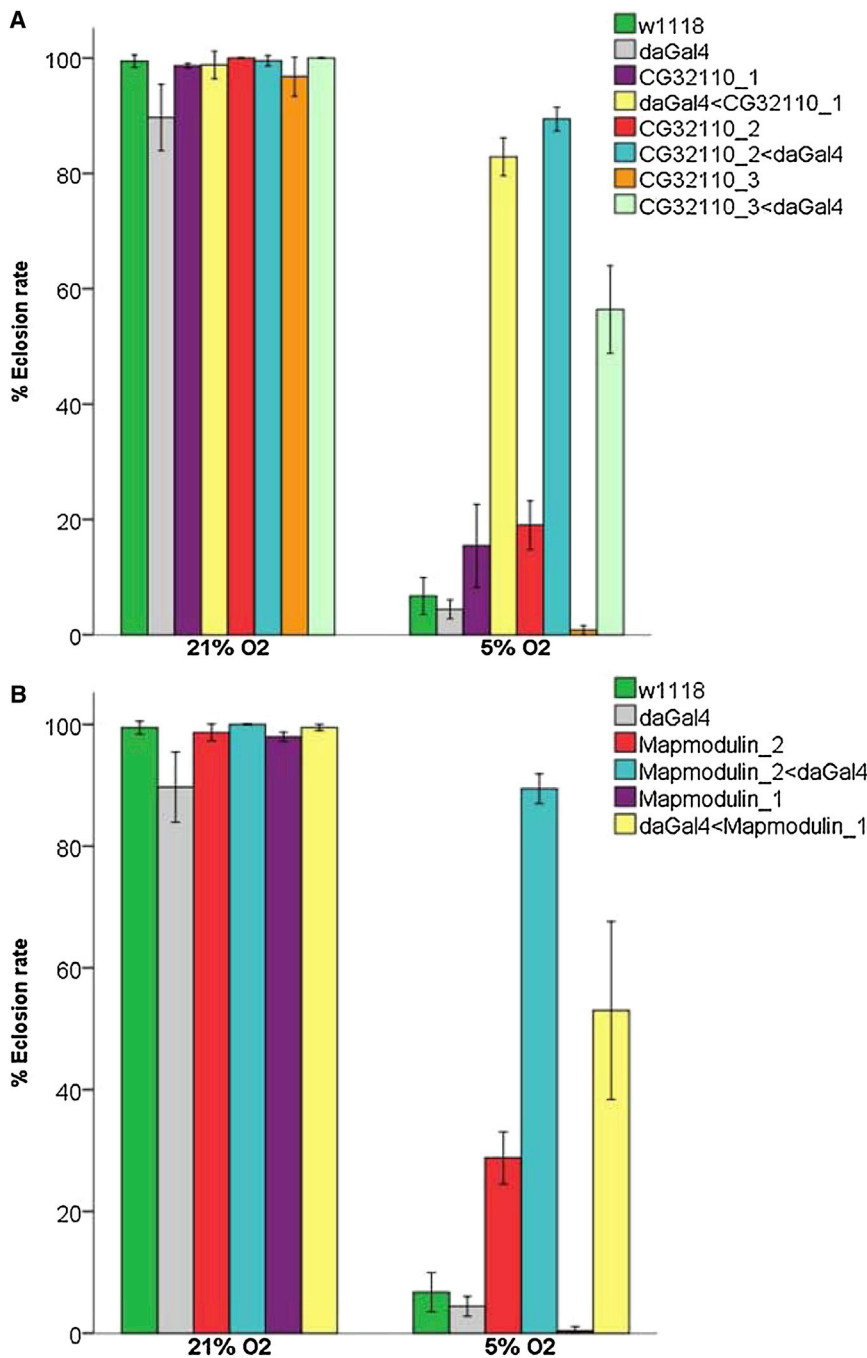 A
% Eclosion rate
100
80
60
40
20
0
21% O2
5% O2
w1118
daGal4
CG32110_1
daGal4<CG32110_1
CG32110_2
CG32110_2<daGal4
CG32110_3
CG32110_3<daGal4
B
% Eclosion rate
100
80
60
40
20
0
21% O2
5% O2
w1118
daGal4
Mapmodulin_2
Mapmodulin_2<daGal4
Mapmodulin_1
daGal4<Mapmodulin_1